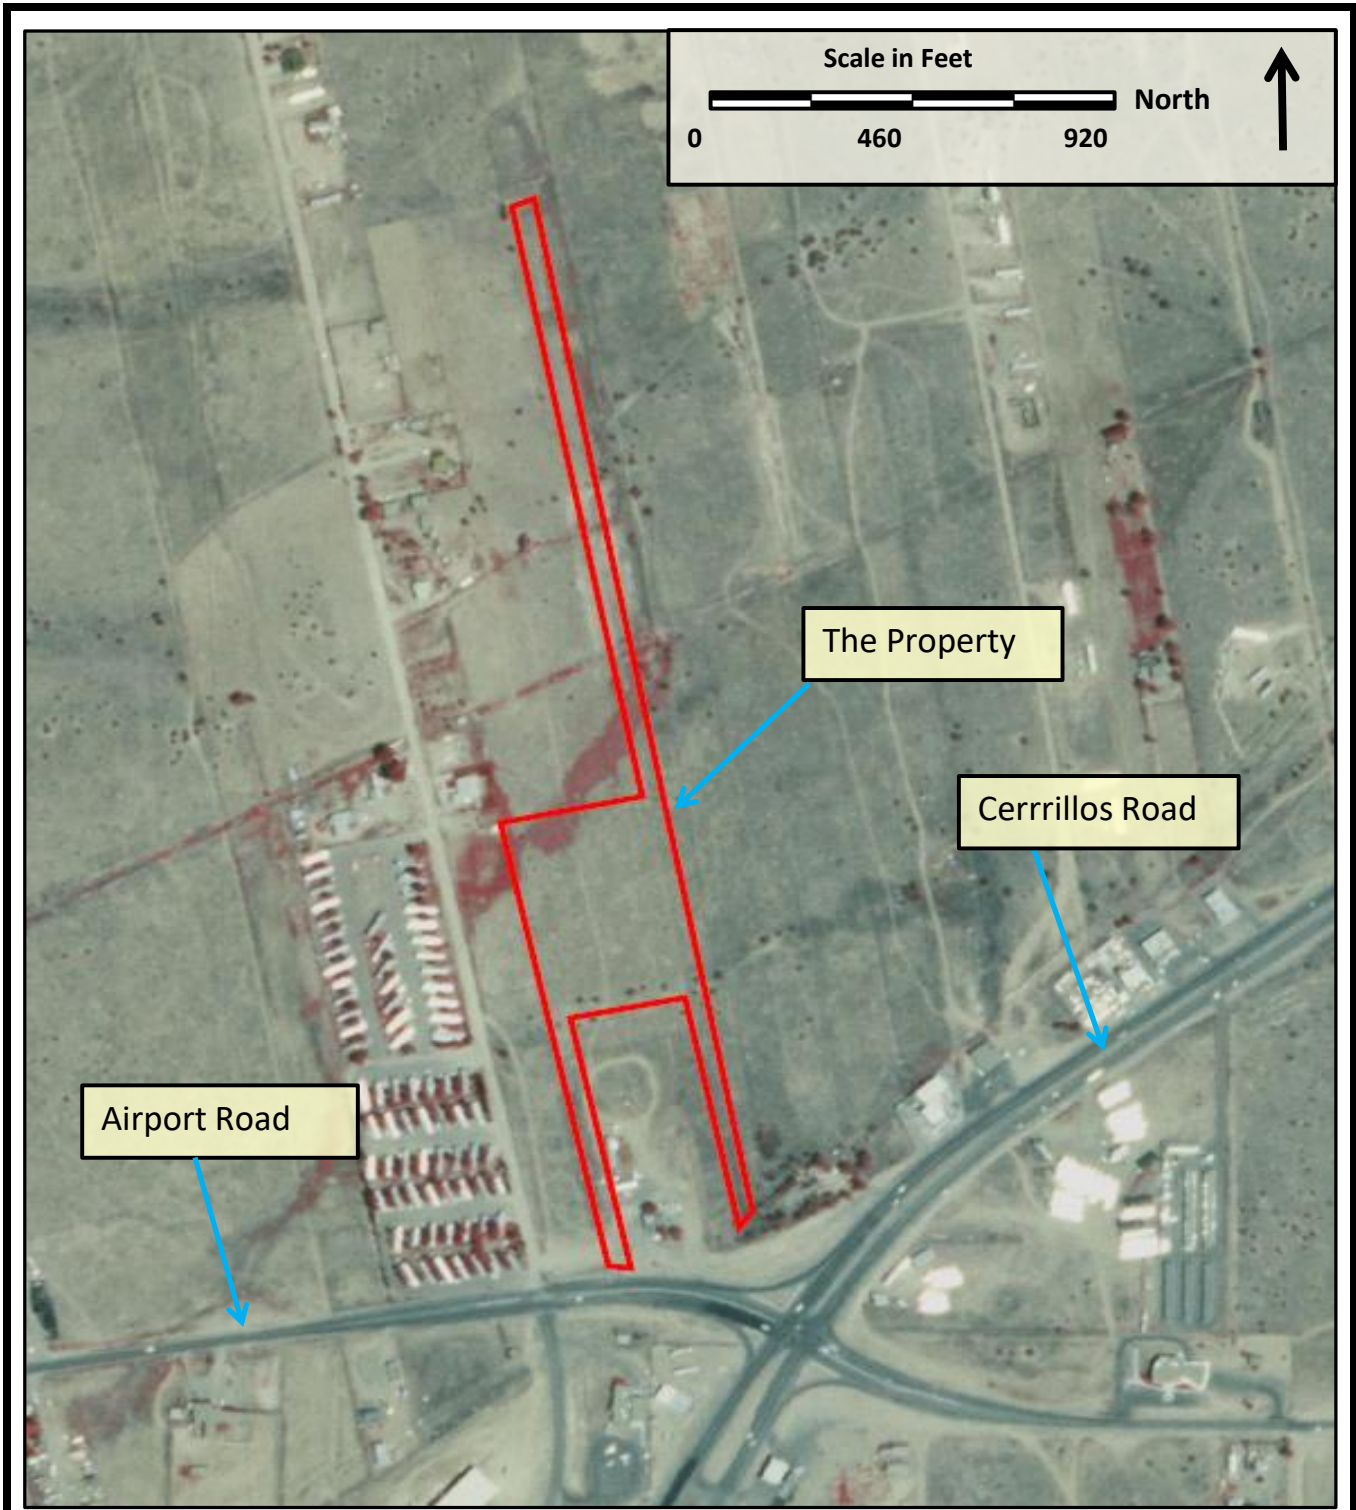 Scale in Feet
North
0 460 920
The Property
Cerrrillos Road
Airport Road